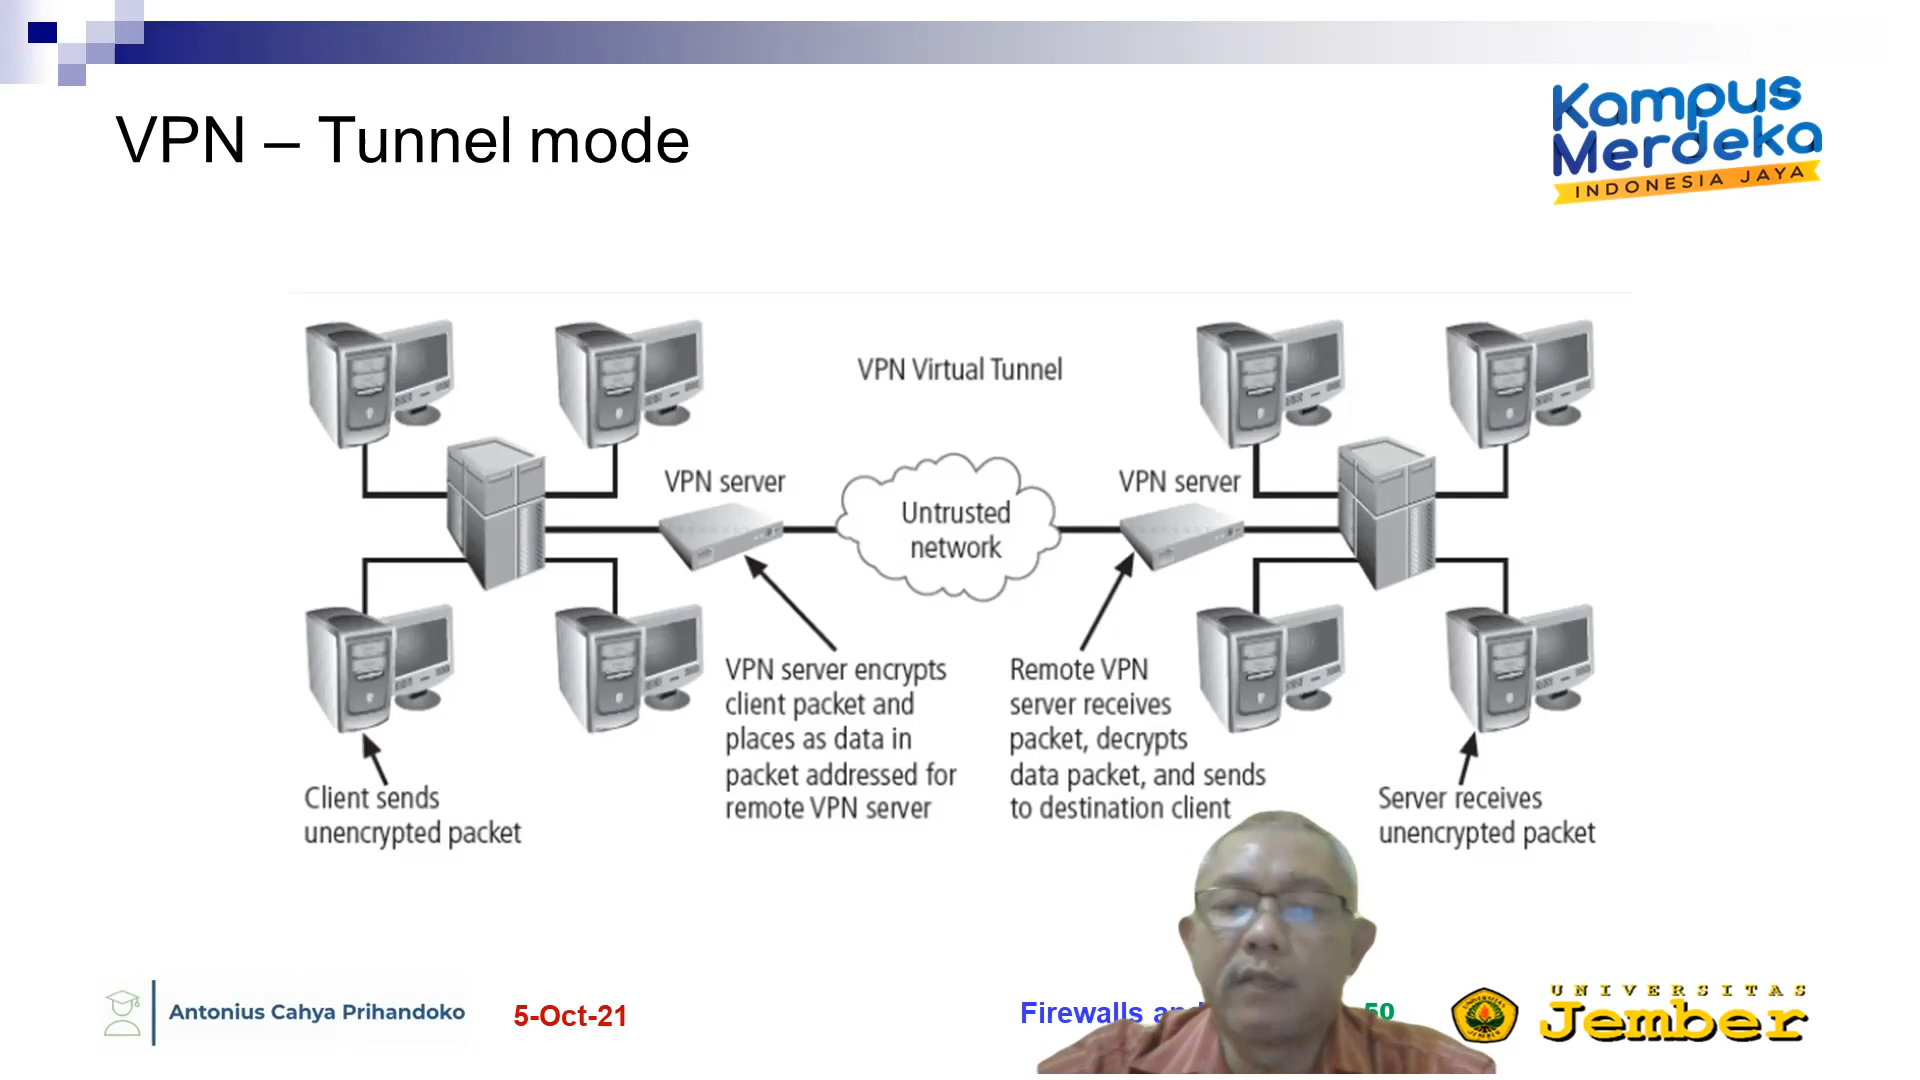 VPN – Tunnel mode
Kampus
Merdeka
INDONESIA JAYA
VPN Virtual Tunnel
VPN server
VPN server
Untrusted
network
VPN server encrypts
client packet and
places as data in
packet addressed for
remote VPN server
Remote VPN
server receives
packet, decrypts
data packet, and sends
to destination client
Client sends
unencrypted packet
Server receives
unencrypted packet
Antonius Cahya Prihandoko
5-Oct-21
Firewalls
50
UNIVERSITAS
Jember